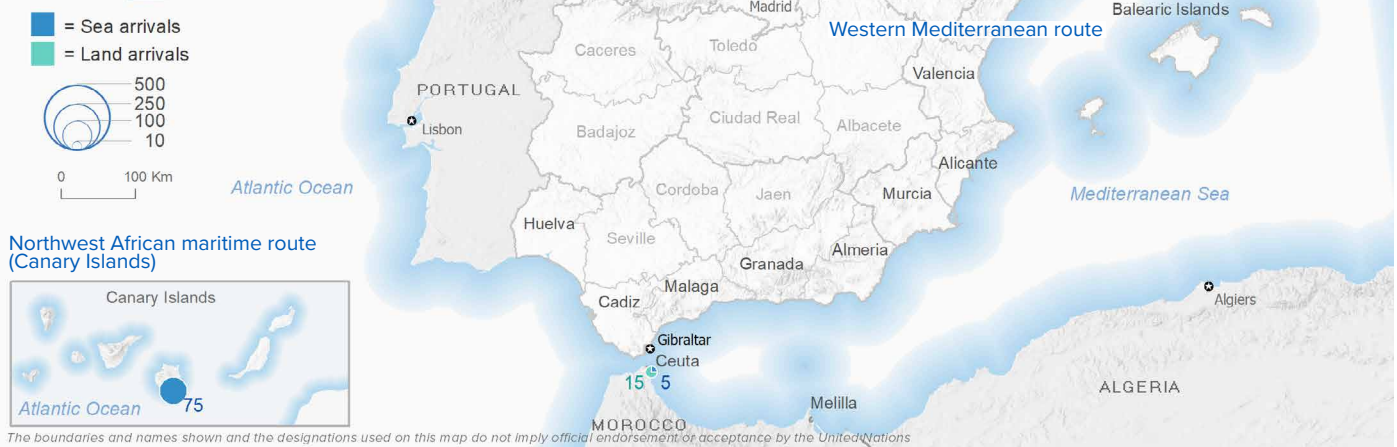 Madrid
Balearic Islands
= Sea arrivals
Western Mediterranean route
= Land arrivals
Caceres
Toledo
Valencia
500
250
100
10
PORTUGAL
Lisbon
Badajoz
Ciudad Real
Albacete
Alicante
0 100 Km
Atlantic Ocean
Cordoba
Jaen
Murcia
Mediterranean Sea
Huelva
Seville
Northwest African maritime route
(Canary Islands)
Almeria
Granada
Malaga
Cadiz
Canary Islands
Algiers
Gibraltar
Ceuta
15 5
ALGERIA
Atlantic Ocean
75
Melilla
MOROCCO
The boundaries and names shown and the designations used on this map do not imply official endorsement or acceptance by the United Nations